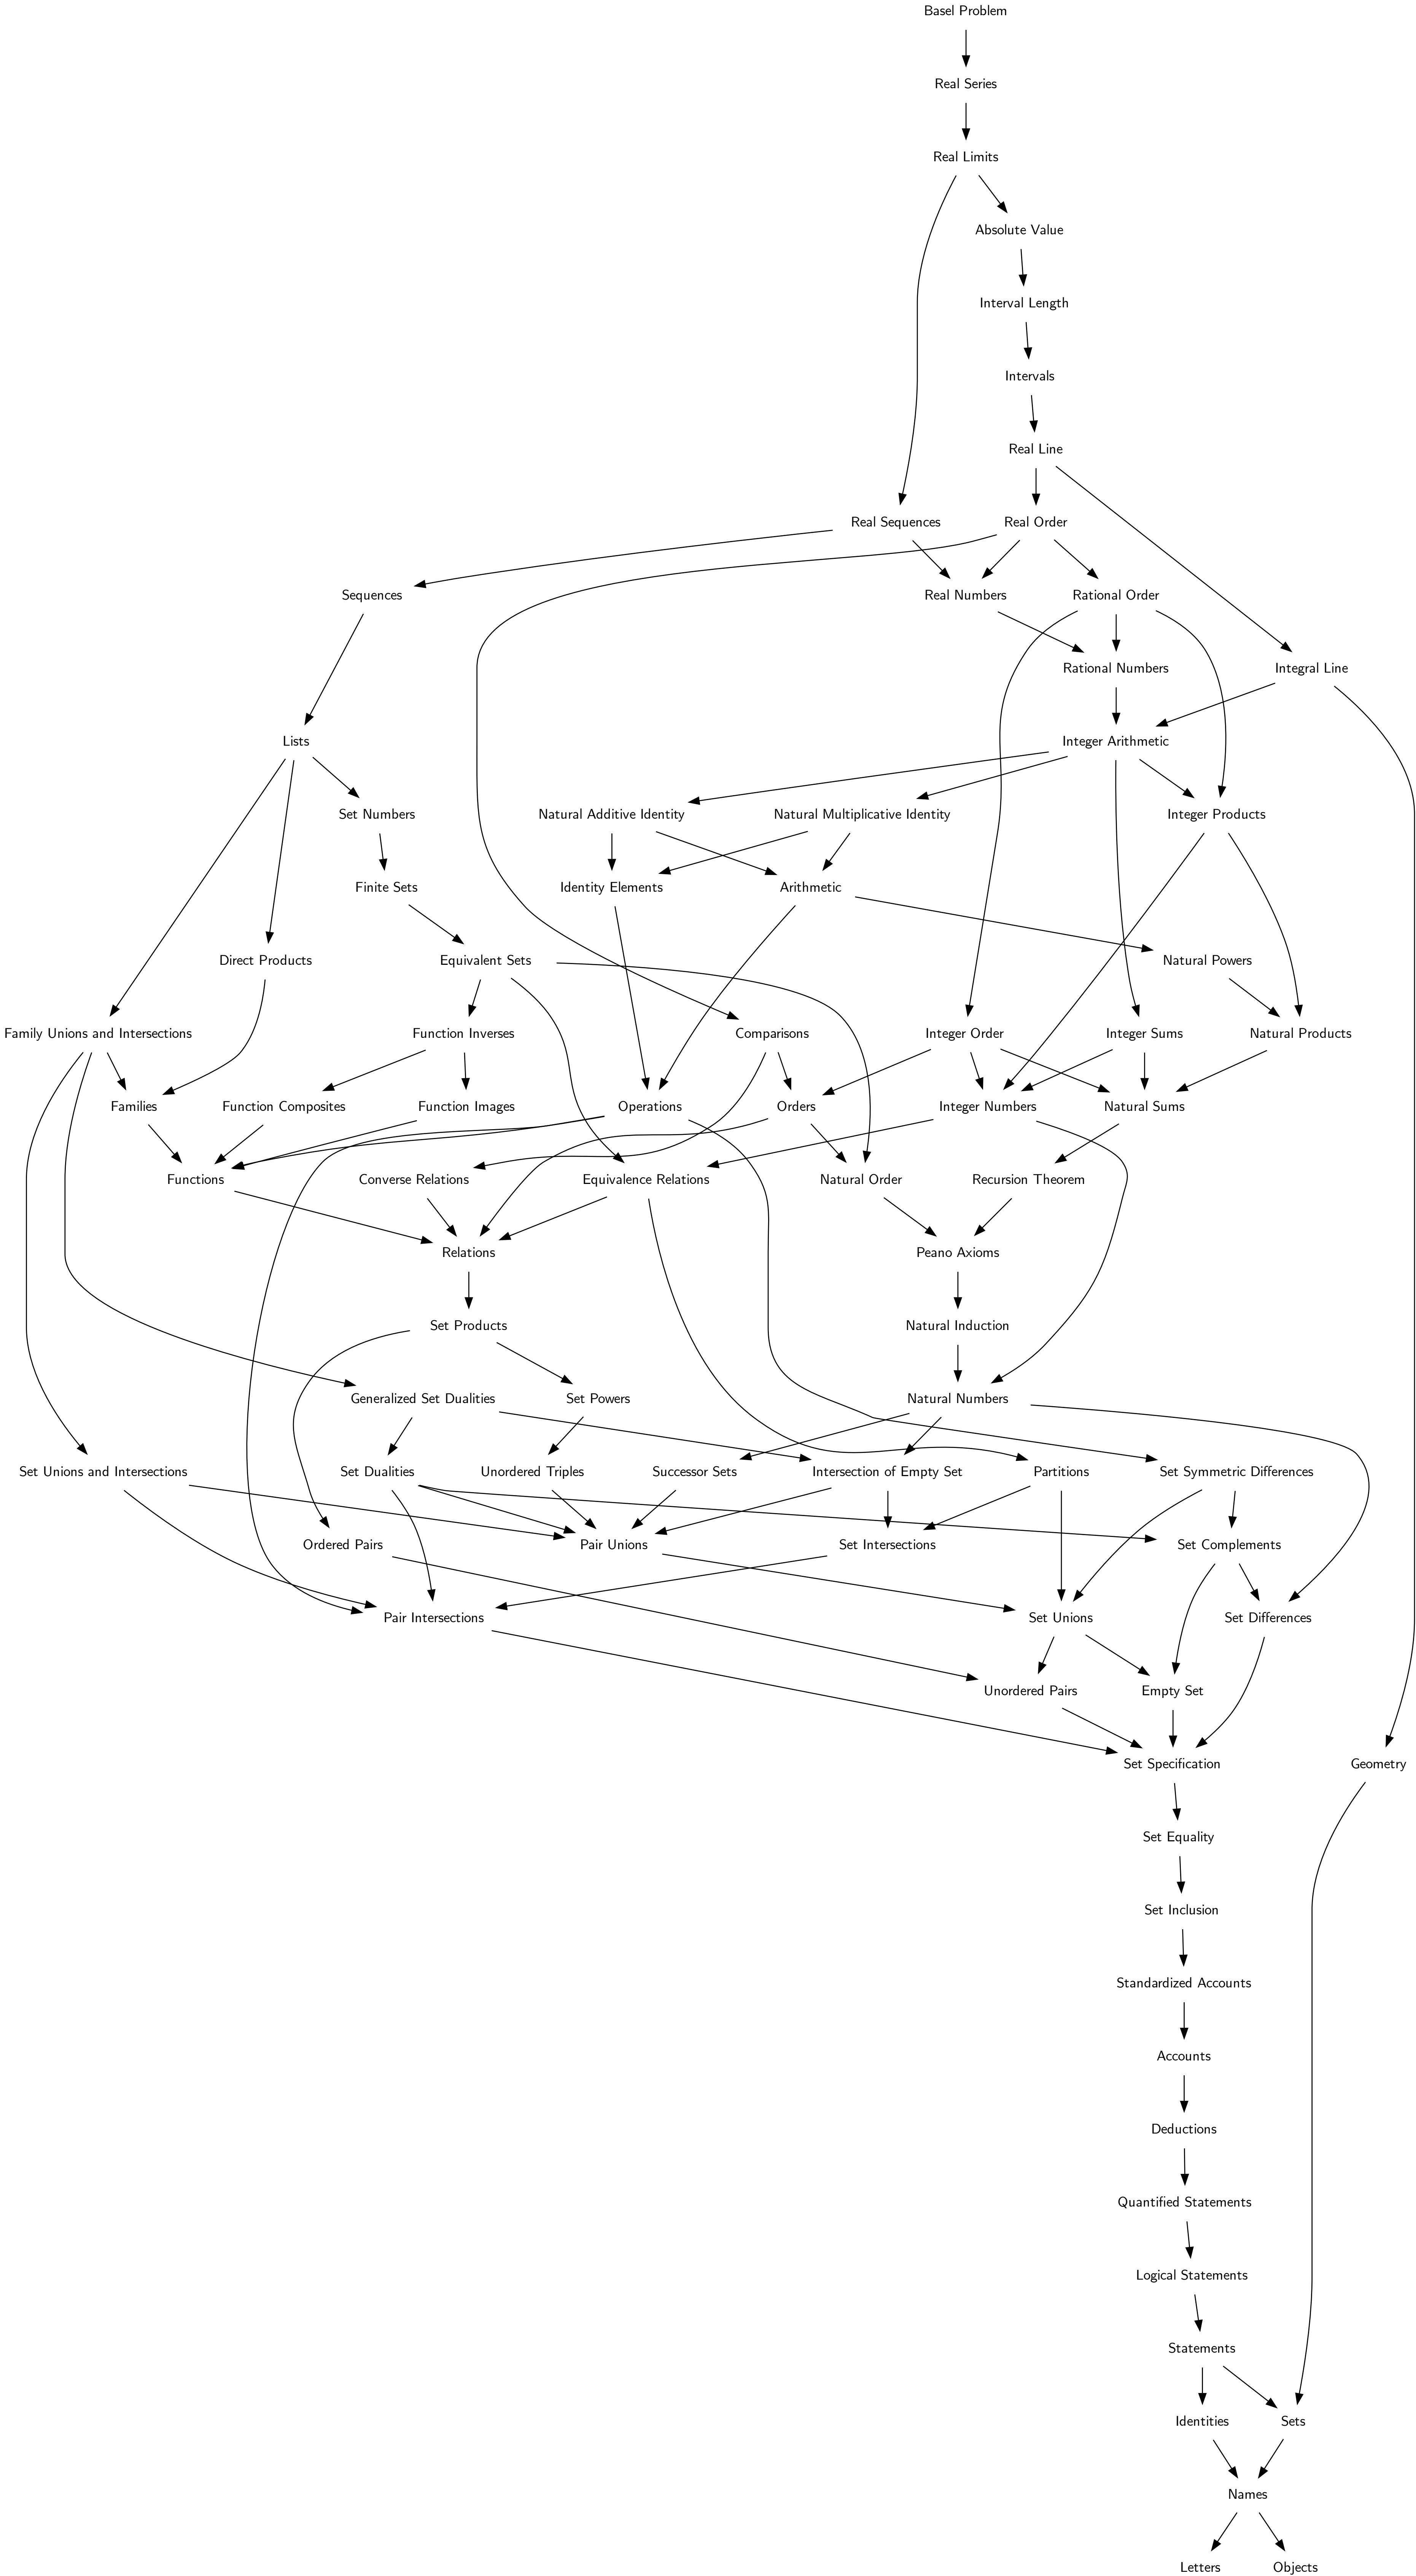 Basel Problem
Real Series
Real Limits
Absolute Value
Interval Length
Intervals
Real Line
Real Sequences
Real Order
Sequences
Real Numbers
Rational Order
Rational Numbers
Integral Line
Lists
Integer Arithmetic
Set Numbers
Natural Additive Identity
Natural Multiplicative Identity
Integer Products
Finite Sets
Identity Elements
Arithmetic
Direct Products
Equivalent Sets
Natural Powers
Family Unions and Intersections
Function Inverses
Comparisons
Integer Order
Integer Sums
Natural Products
Families
Function Composites
Function Images
Operations
Orders
Integer Numbers
Natural Sums
Functions
Converse Relations
Equivalence Relations
Natural Order
Recursion Theorem
Relations
Peano Axioms
Set Products
Natural Induction
Generalized Set Dualities
Set Powers
Natural Numbers
Set Unions and Intersections
Set Dualities
Unordered Triples
Successor Sets
Intersection of Empty Set
Partitions
Set Symmetric Differences
Ordered Pairs
Pair Unions
Set Intersections
Set Complements
Pair Intersections
Set Unions
Set Differences
Unordered Pairs
Empty Set
Set Specification
Geometry
Set Equality
Set Inclusion
Standardized Accounts
Accounts
Deductions
Quantified Statements
Logical Statements
Statements
Identities
Sets
Names
Letters
Objects